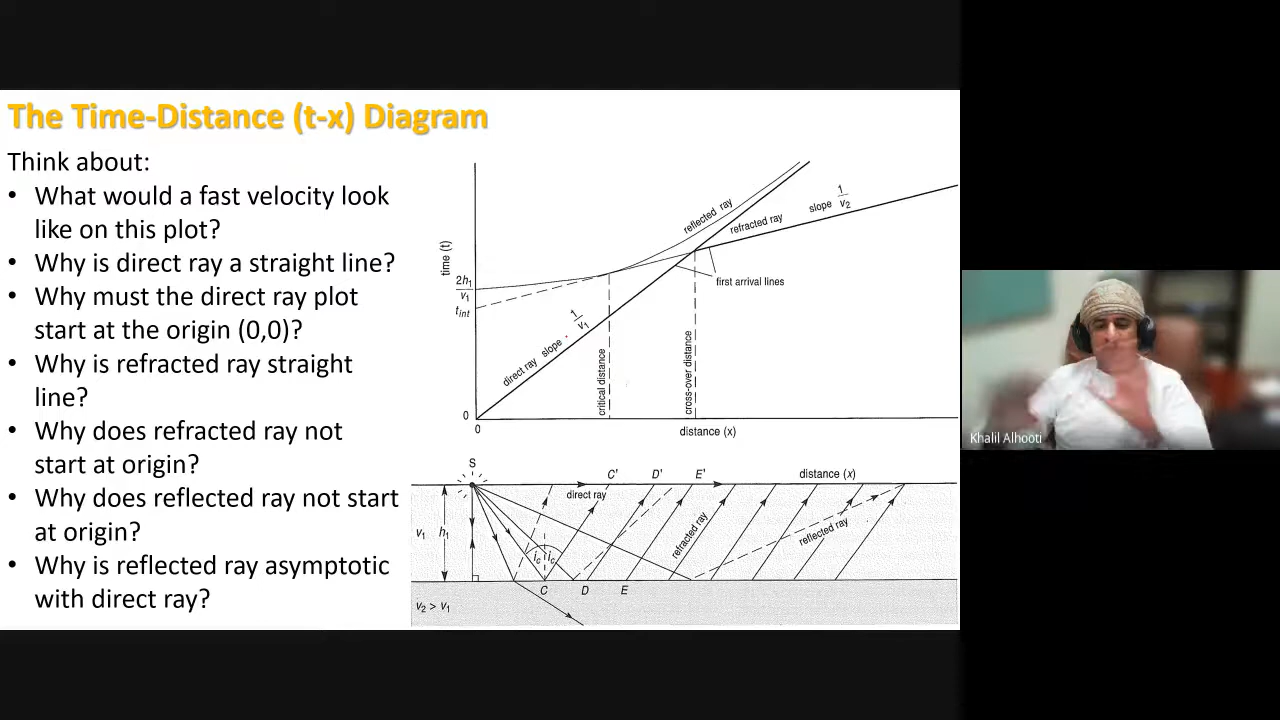 The Time-Distance (t-x) Diagram
Think about:
• What would a fast velocity look
like on this plot?
• Why is direct ray a straight line?
• Why must the direct ray plot
start at the origin (0,0)?
• Why is refracted ray straight
line?
• Why does refracted ray not
start at origin?
• Why does reflected ray not start
at origin?
• Why is reflected ray asymptotic
with direct ray?
time (t)
2h₁
v₁
tint
0
0
direct ray slope 1/v₁
critical distance
cross-over distance
reflected ray
refracted ray slope 1/v₂
first arrival lines
distance (x)
S
C' D' E' distance (x)
direct ray
v₁ h₁
ic ic
refracted ray
reflected ray
C D E
v₂ > v₁
Khalil Alhooti